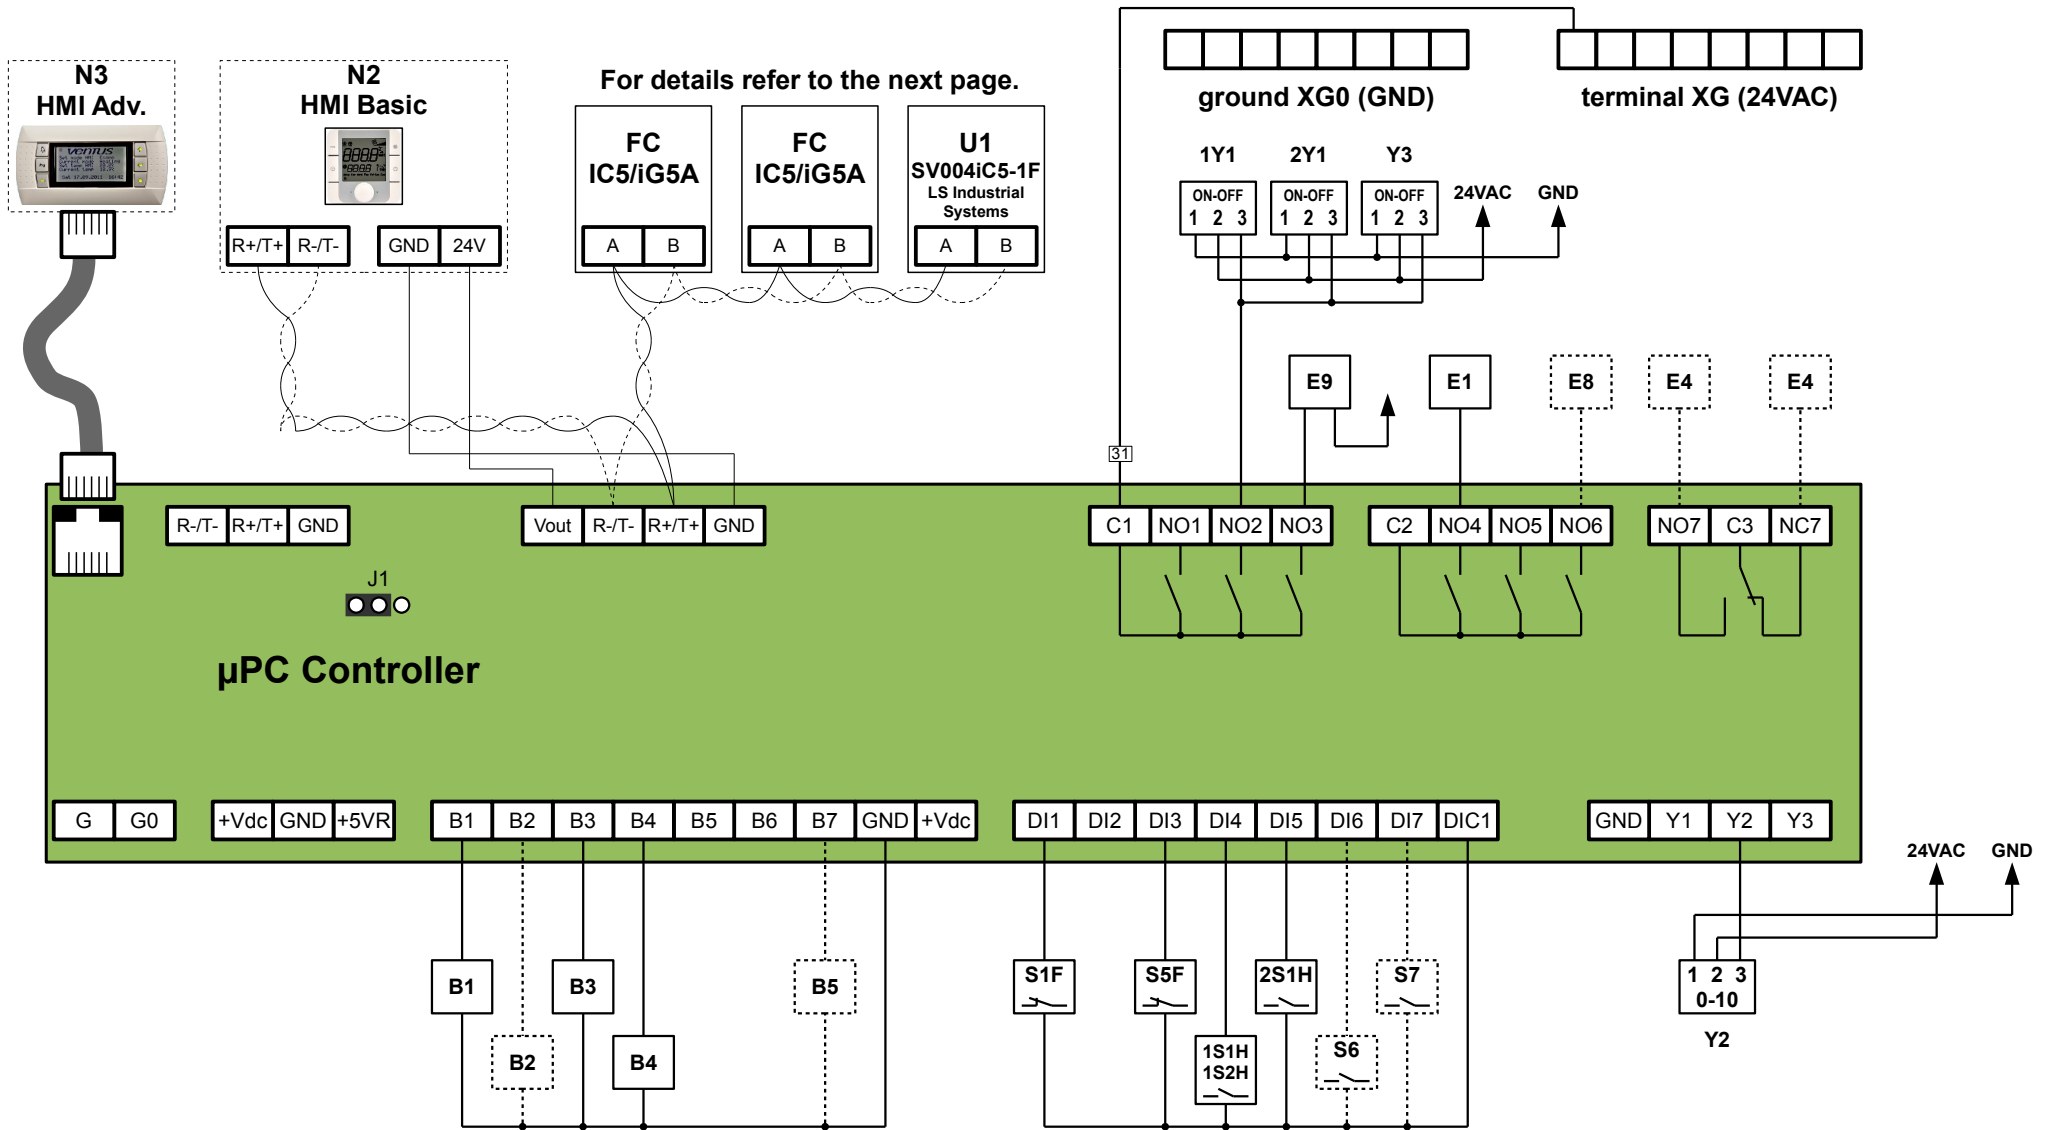 N3
HMI Adv.
VENTUS
N2
HMI Basic
R+/T+ R-/T- GND 24V
For details refer to the next page.
FC
IC5/iG5A
A B
FC
IC5/iG5A
A B
U1
SV004iC5-1F
LS Industrial
Systems
A B
ground XG0 (GND)
terminal XG (24VAC)
1Y1 2Y1 Y3
ON-OFF ON-OFF ON-OFF
1 2 3 1 2 3 1 2 3
24VAC GND
E9 E1 E8 E4 E4
31
R-/T- R+/T+ GND
Vout R-/T- R+/T+ GND
C1 NO1 NO2 NO3
C2 NO4 NO5 NO6
NO7 C3 NC7
J1
µPC Controller
G G0
+Vdc GND +5VR
B1 B2 B3 B4 B5 B6 B7 GND +Vdc
DI1 DI2 DI3 DI4 DI5 DI6 DI7 DIC1
GND Y1 Y2 Y3
24VAC GND
B1 B3 B5
B2 B4
S1F S5F 2S1H S7
1S1H
1S2H
S6
1 2 3
0-10
Y2